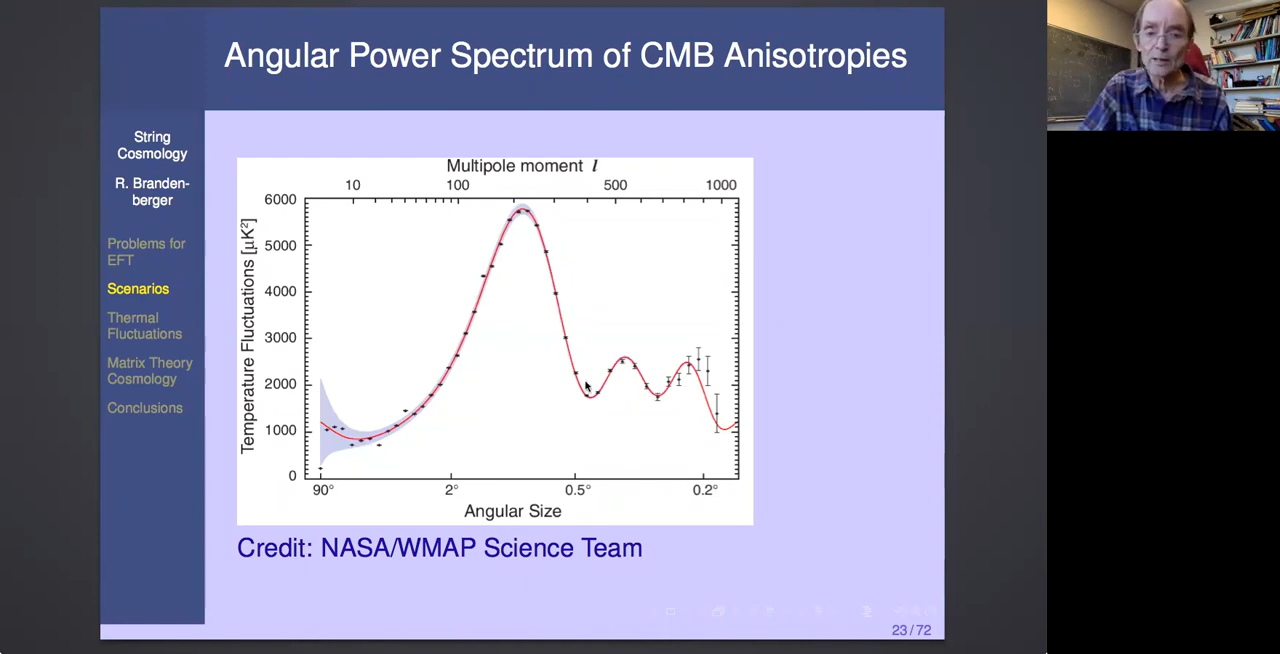 Angular Power Spectrum of CMB Anisotropies
String
Cosmology
R. Branden-
berger
Problems for
EFT
Scenarios
Thermal
Fluctuations
Matrix Theory
Cosmology
Conclusions
Multipole moment l
10 100 500 1000
Temperature Fluctuations [μK²]
6000
5000
4000
3000
2000
1000
0
90° 2° 0.5° 0.2°
Angular Size
Credit: NASA/WMAP Science Team
23/72